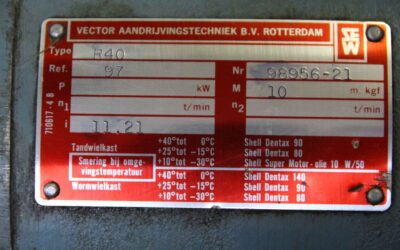 VECTOR AANDRIJVINGSTECHNIEK B.V. ROTTERDAM
SEW
Type R40
Ref. 97 Nr 98956-21
P kW M 10 m. kgf
n1 t/min n2 t/min
i 11.21
710617-4 B
Tandwielkast +40° tot 0°C Shell Dentax 90
+25° tot -15°C Shell Dentax 80
Smering bij omge- +10° tot -30°C Shell Super Motor-olie 10 W/50
vingstemperatuur +40° tot 0°C Shell Dentax 140
Wormwielkast +25° tot -15°C Shell Dentax 90
+10° tot -30°C Shell Dentax 80